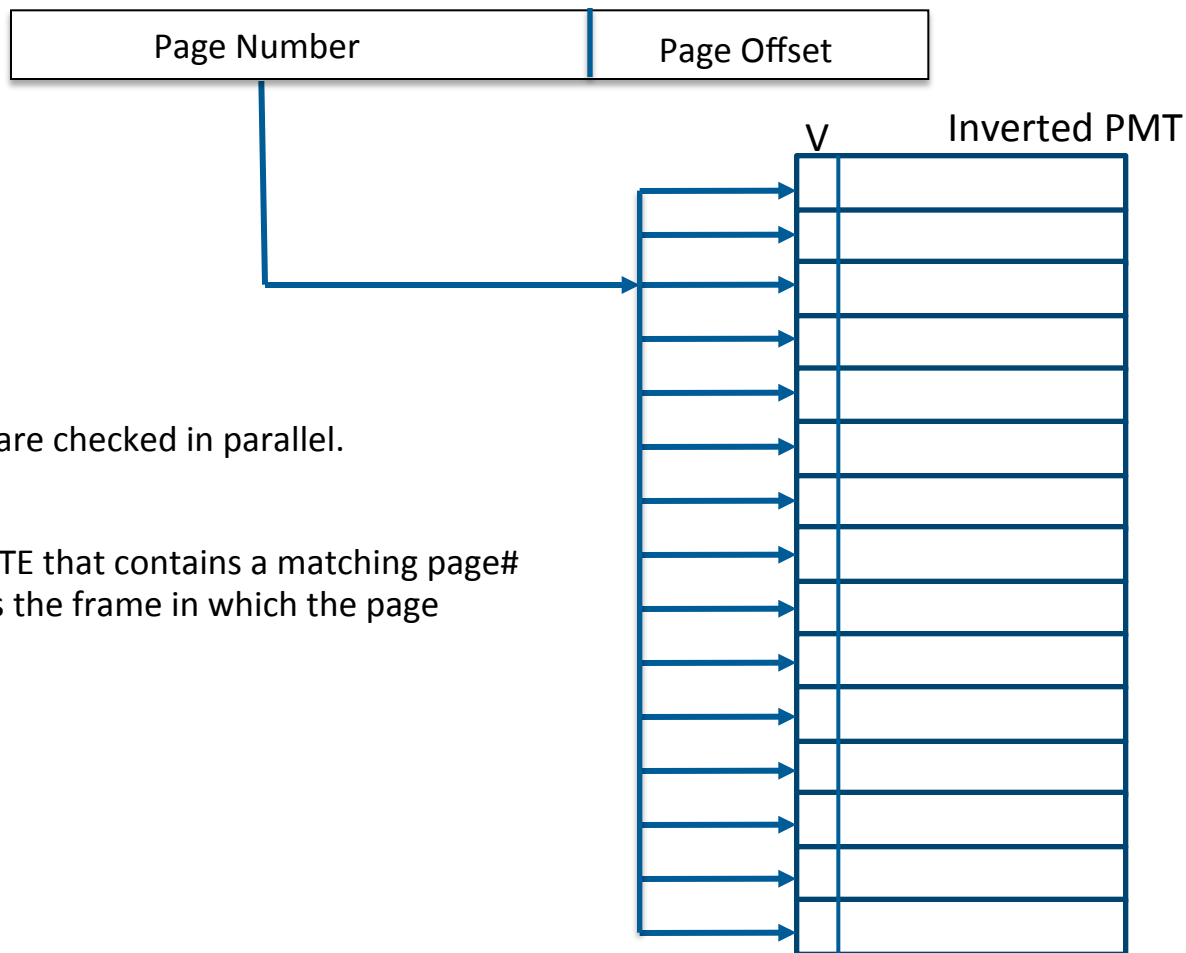 Page Number
Page Offset
V
Inverted PMT
are checked in parallel.
TE that contains a matching page#
s the frame in which the page